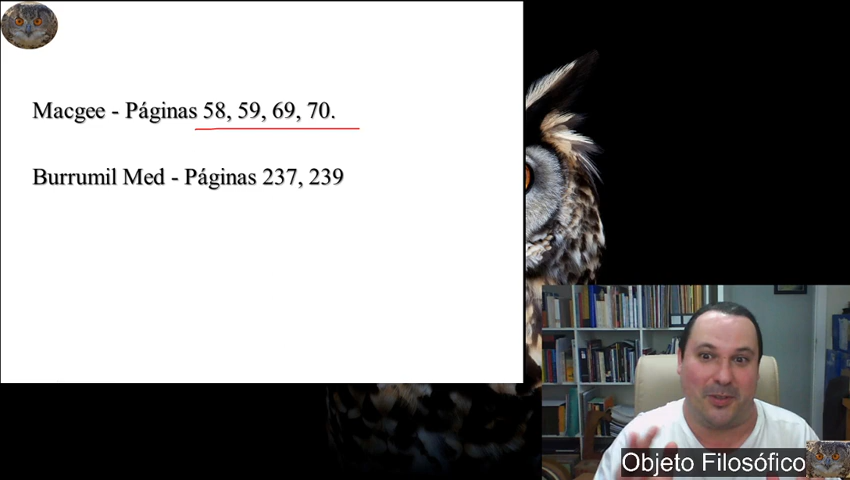 Macgee - Páginas 58, 59, 69, 70.
Burrumil Med - Páginas 237, 239
Objeto Filosófico